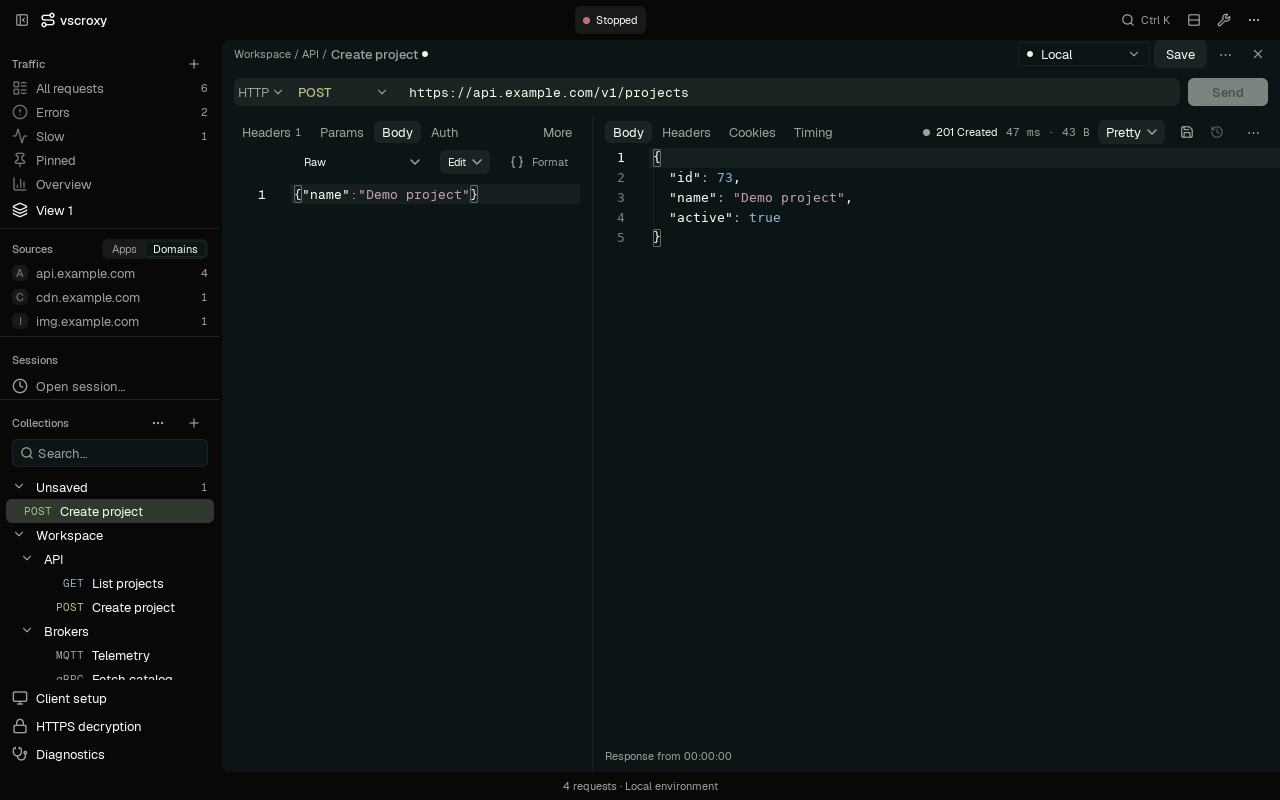 vscroxy
Stopped
Ctrl K
Traffic
All requests 6
Errors 2
Slow 1
Pinned
Overview
View 1
Sources Apps Domains
A api.example.com 4
C cdn.example.com 1
I img.example.com 1
Sessions
Open session…
Collections
Search…
Unsaved 1
POST Create project
Workspace
API
GET List projects
POST Create project
Brokers
MQTT Telemetry
gRPC Fetch catalog
Client setup
HTTPS decryption
Diagnostics
Workspace / API / Create project
Local Save
HTTP POST https://api.example.com/v1/projects Send
Headers 1 Params Body Auth More
Raw Edit {} Format
1 {"name":"Demo project"}
Body Headers Cookies Timing 201 Created 47 ms · 43 B Pretty
1 {
2 "id": 73,
3 "name": "Demo project",
4 "active": true
5 }
Response from 00:00:00
4 requests · Local environment